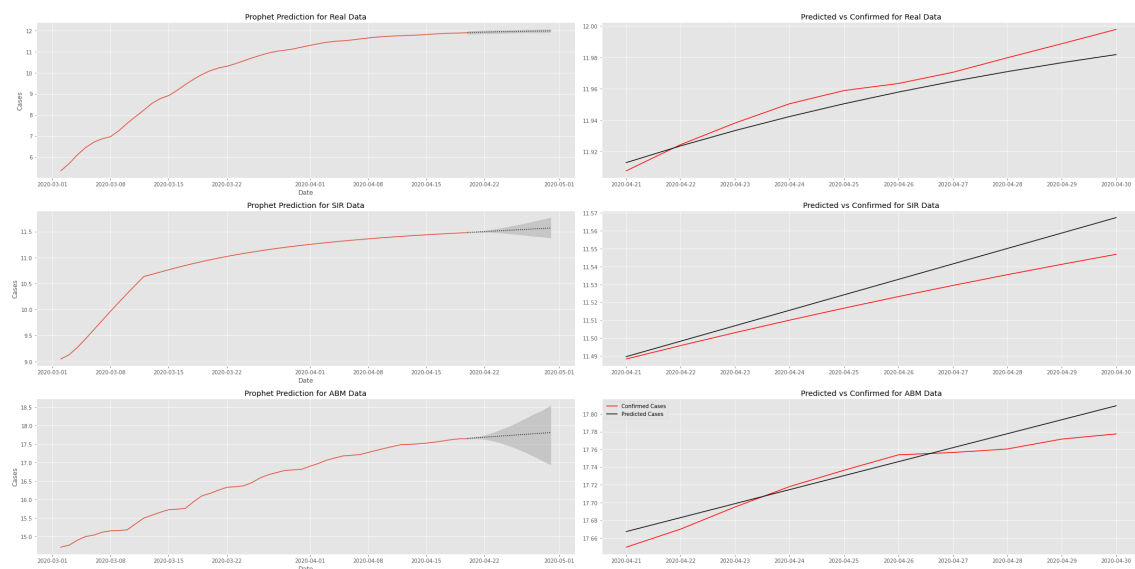 Prophet Prediction for Real Data
12
11
10
9
8
7
6
Cases
2020-03-01 2020-03-08 2020-03-15 2020-03-22 2020-04-01 2020-04-08 2020-04-15 2020-04-22 2020-05-01
Date
Predicted vs Confirmed for Real Data
12.00
11.98
11.96
11.94
11.92
2020-04-21 2020-04-22 2020-04-23 2020-04-24 2020-04-25 2020-04-26 2020-04-27 2020-04-28 2020-04-29 2020-04-30
Prophet Prediction for SIR Data
11.5
11.0
10.5
10.0
9.5
9.0
Cases
2020-03-01 2020-03-08 2020-03-15 2020-03-22 2020-04-01 2020-04-08 2020-04-15 2020-04-22 2020-05-01
Date
Predicted vs Confirmed for SIR Data
11.57
11.56
11.55
11.54
11.53
11.52
11.51
11.50
11.49
2020-04-21 2020-04-22 2020-04-23 2020-04-24 2020-04-25 2020-04-26 2020-04-27 2020-04-28 2020-04-29 2020-04-30
Prophet Prediction for ABM Data
18.5
18.0
17.5
17.0
16.5
16.0
15.5
15.0
Cases
2020-03-01 2020-03-08 2020-03-15 2020-03-22 2020-04-01 2020-04-08 2020-04-15 2020-04-22 2020-05-01
Date
Predicted vs Confirmed for ABM Data
Confirmed Cases
Predicted Cases
17.80
17.78
17.76
17.74
17.72
17.70
17.68
17.66
2020-04-21 2020-04-22 2020-04-23 2020-04-24 2020-04-25 2020-04-26 2020-04-27 2020-04-28 2020-04-29 2020-04-30